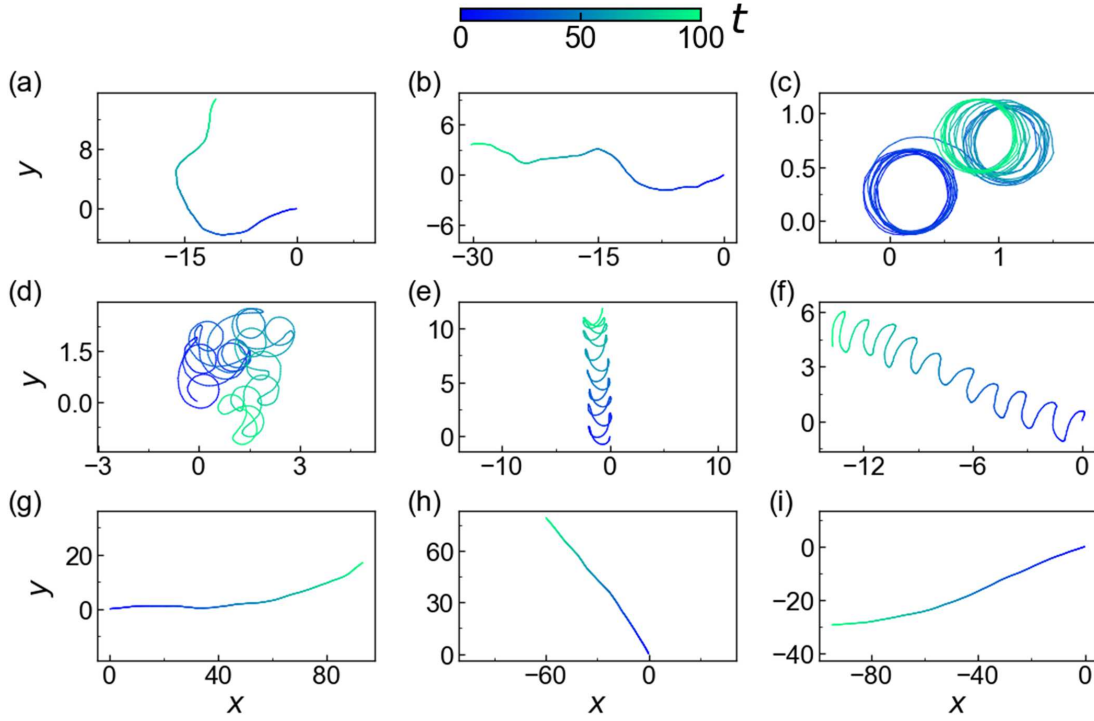 0 50 100 t
(a) (b) (c)
y 8 0 −15 0
6 3 0 −6 −30 −15 0
1.0 0.5 0.0 0 1
(d) (e) (f)
y 1.5 0.0 −3 0 3
10 5 0 −10 0 10
6 3 0 −12 −6 0
(g) (h) (i)
y 20 0 0 40 80
60 30 0 −60 0
0 −20 −40 −80 −40 0
x x x